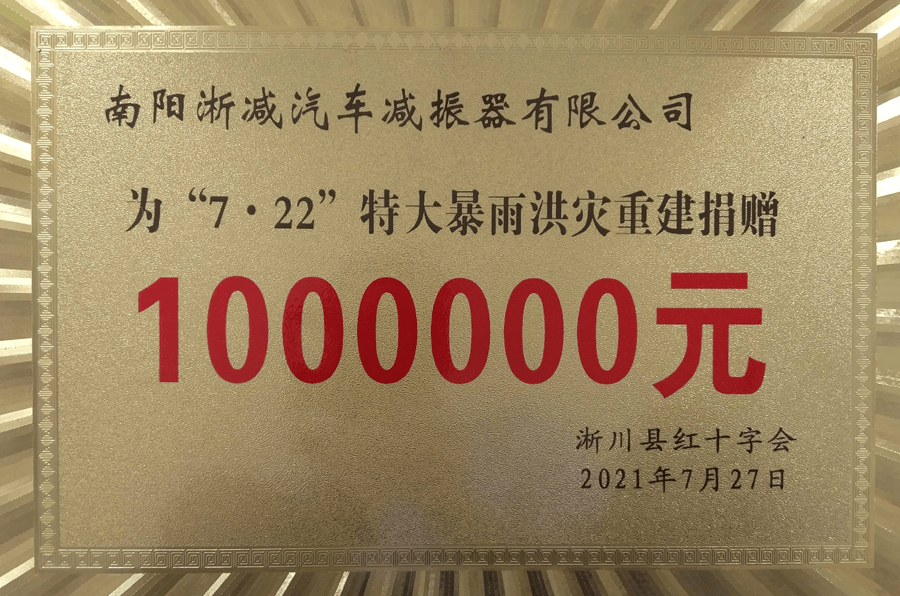 南阳淅减汽车减振器有限公司
为“7·22”特大暴雨洪灾重建捐赠
1000000元
淅川县红十字会
2021年7月27日